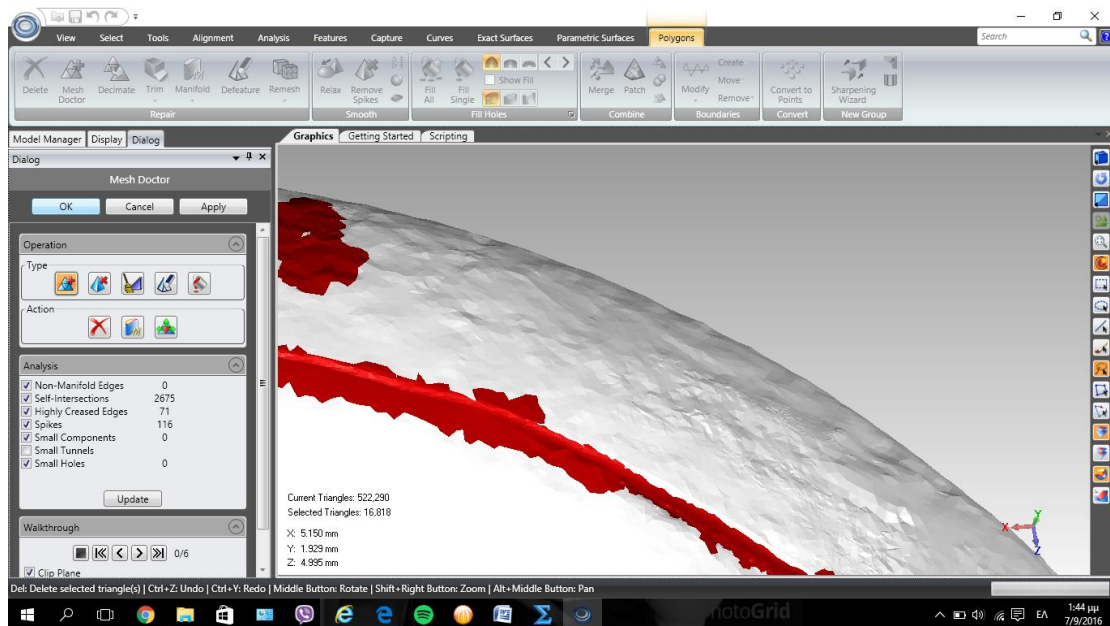 View Select Tools Alignment Analysis Features Capture Curves Exact Surfaces Parametric Surfaces Polygons
Search
Delete Mesh Doctor Decimate Trim Manifold Defeature Remesh
Repair
Relax Remove Spikes
Smooth
Fill All Fill Single Show Fill
Fill Holes
Merge Patch
Combine
Modify Create Move Remove
Boundaries
Convert to Points
Convert
Sharpening Wizard
New Group
Model Manager Display Dialog
Graphics Getting Started Scripting
Dialog
Mesh Doctor
OK Cancel Apply
Operation
Type
Action
Analysis
Non-Manifold Edges 0
Self-Intersections 2675
Highly Creased Edges 71
Spikes 116
Small Components 0
Small Tunnels
Small Holes 0
Update
Walkthrough
0/6
Clip Plane
Current Triangles: 522,290
Selected Triangles: 16,818
X: 5.150 mm
Y: 1.929 mm
Z: 4.995 mm
X Y Z
Del: Delete selected triangle(s) | Ctrl+Z: Undo | Ctrl+Y: Redo | Middle Button: Rotate | Shift+Right Button: Zoom | Alt+Middle Button: Pan
PhotoGrid
ΕΛ
1:44 μμ
7/9/2016